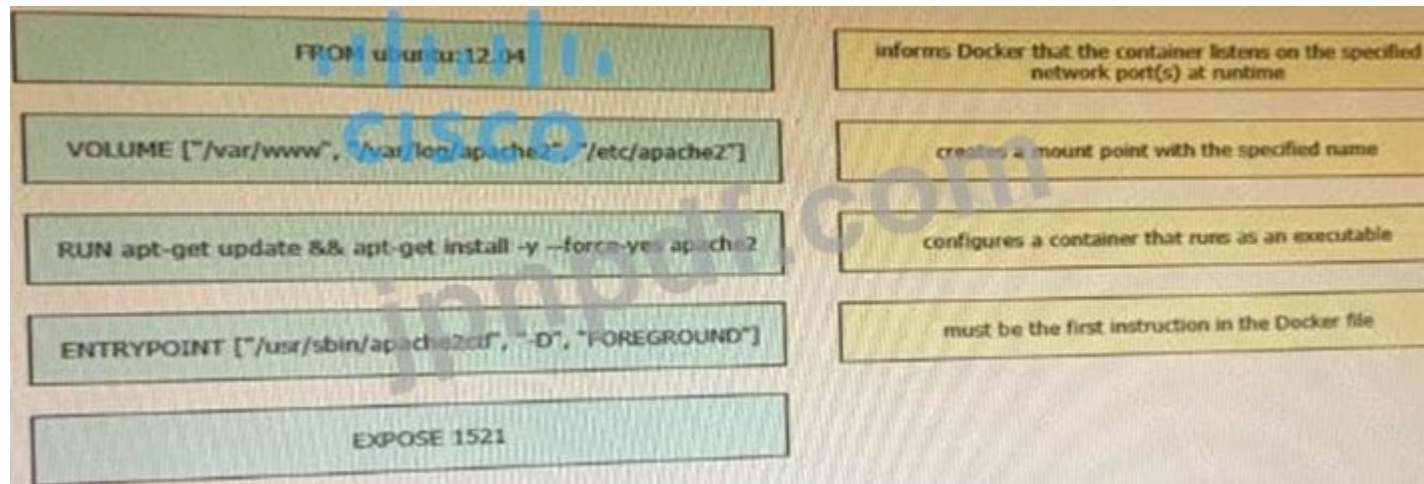 FROM ubuntu:12.04
CISCO
VOLUME ["/var/www", "/var/log/apache2", "/etc/apache2"]
RUN apt-get update && apt-get install -y --force-yes apache2
ENTRYPOINT ["/usr/sbin/apache2ctl", "-D", "FOREGROUND"]
EXPOSE 1521
informs Docker that the container listens on the specified
network port(s) at runtime
creates a mount point with the specified name
configures a container that runs as an executable
must be the first instruction in the Docker file
jpnpdf.com